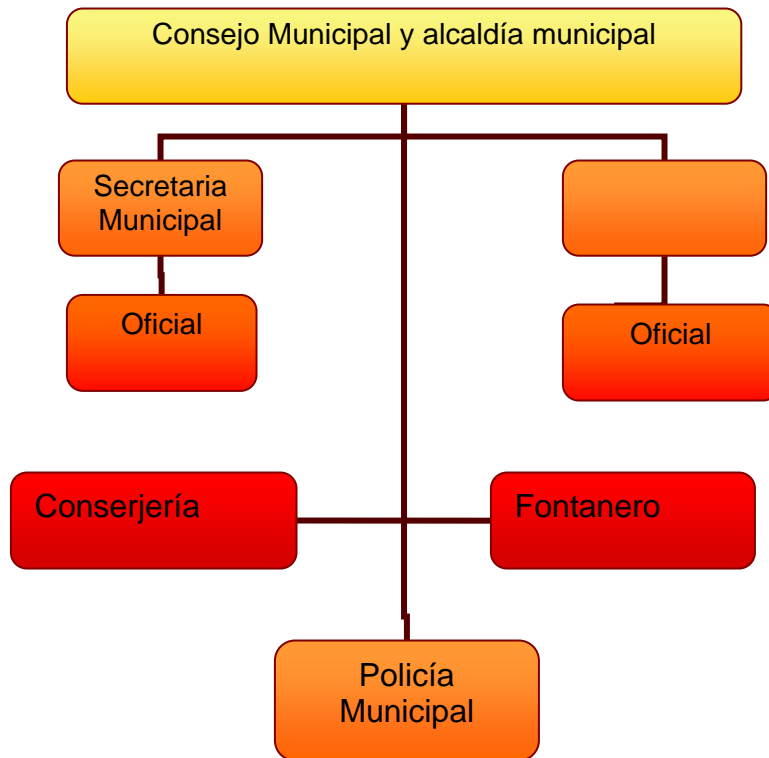 Consejo Municipal y alcaldía municipal
Secretaria
Municipal
Oficial
Oficial
Conserjería
Fontanero
Policía
Municipal